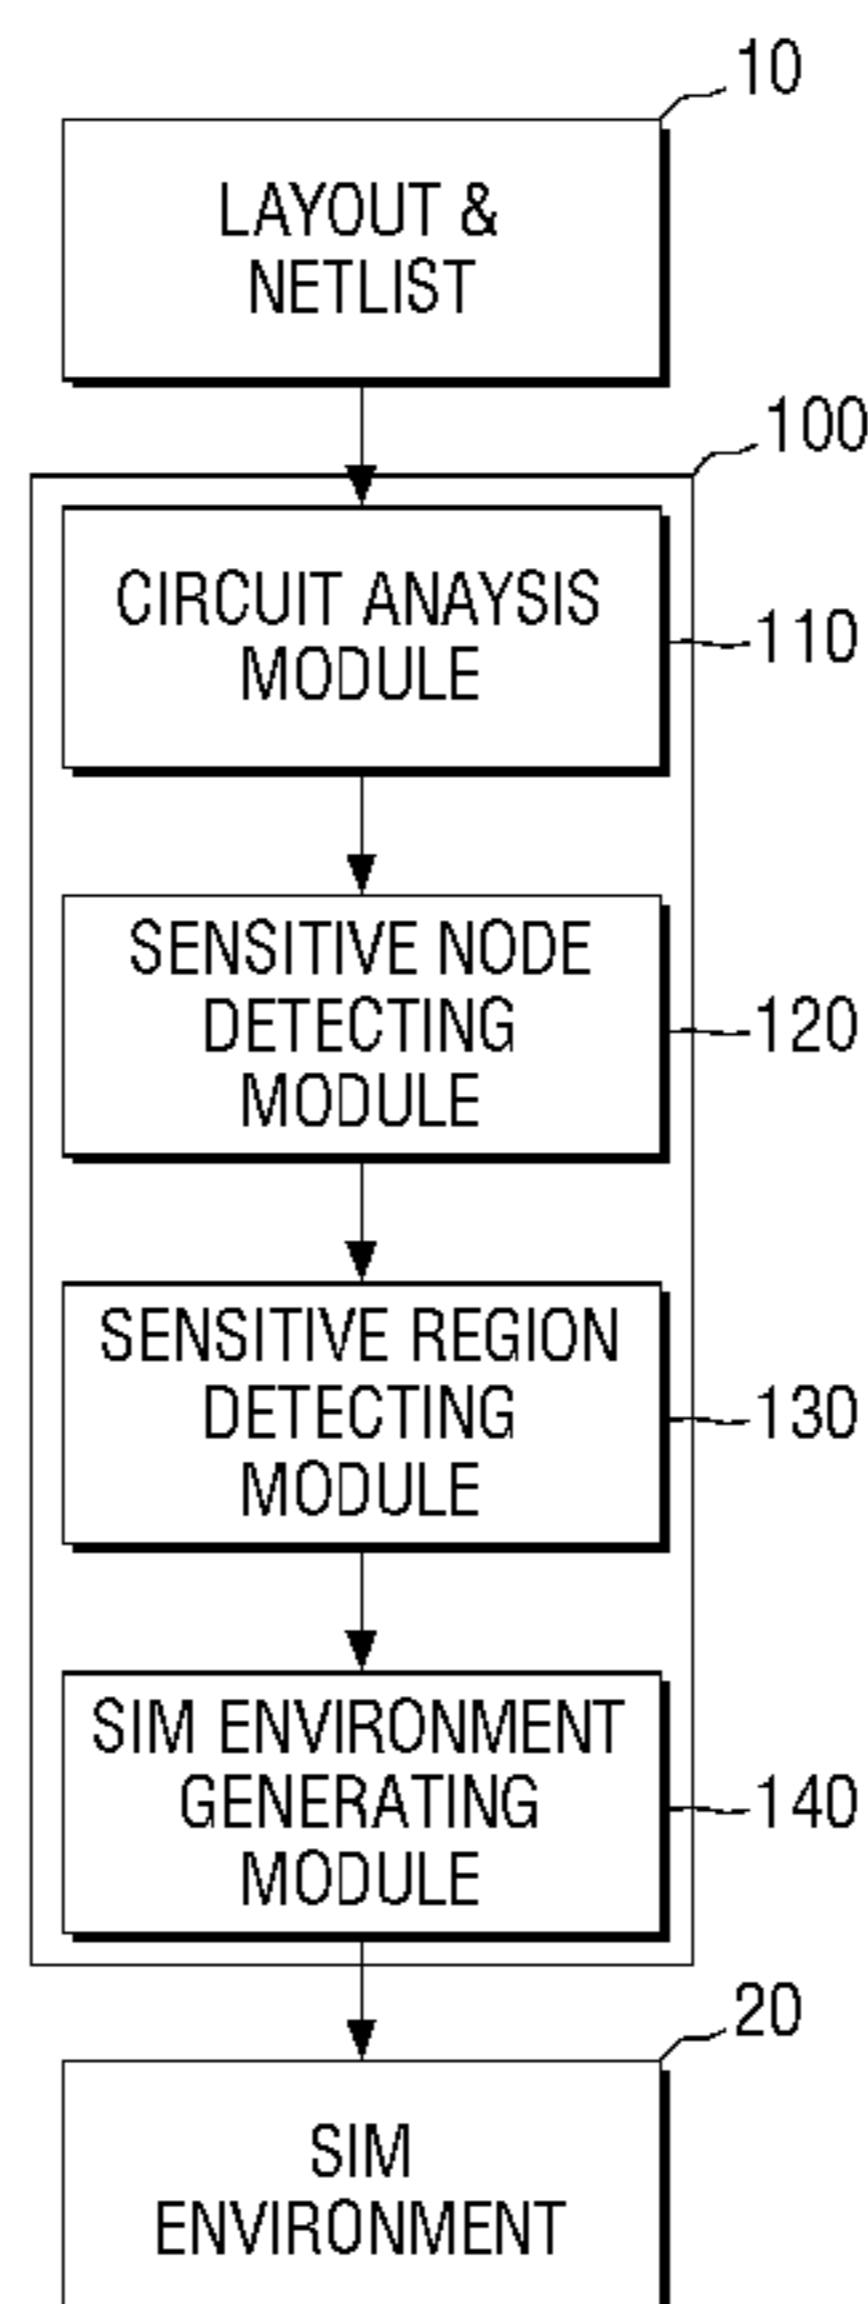 10
LAYOUT &
NETLIST
100
CIRCUIT ANAYSIS
MODULE
110
SENSITIVE NODE
DETECTING
MODULE
120
SENSITIVE REGION
DETECTING
MODULE
130
SIM ENVIRONMENT
GENERATING
MODULE
140
20
SIM
ENVIRONMENT